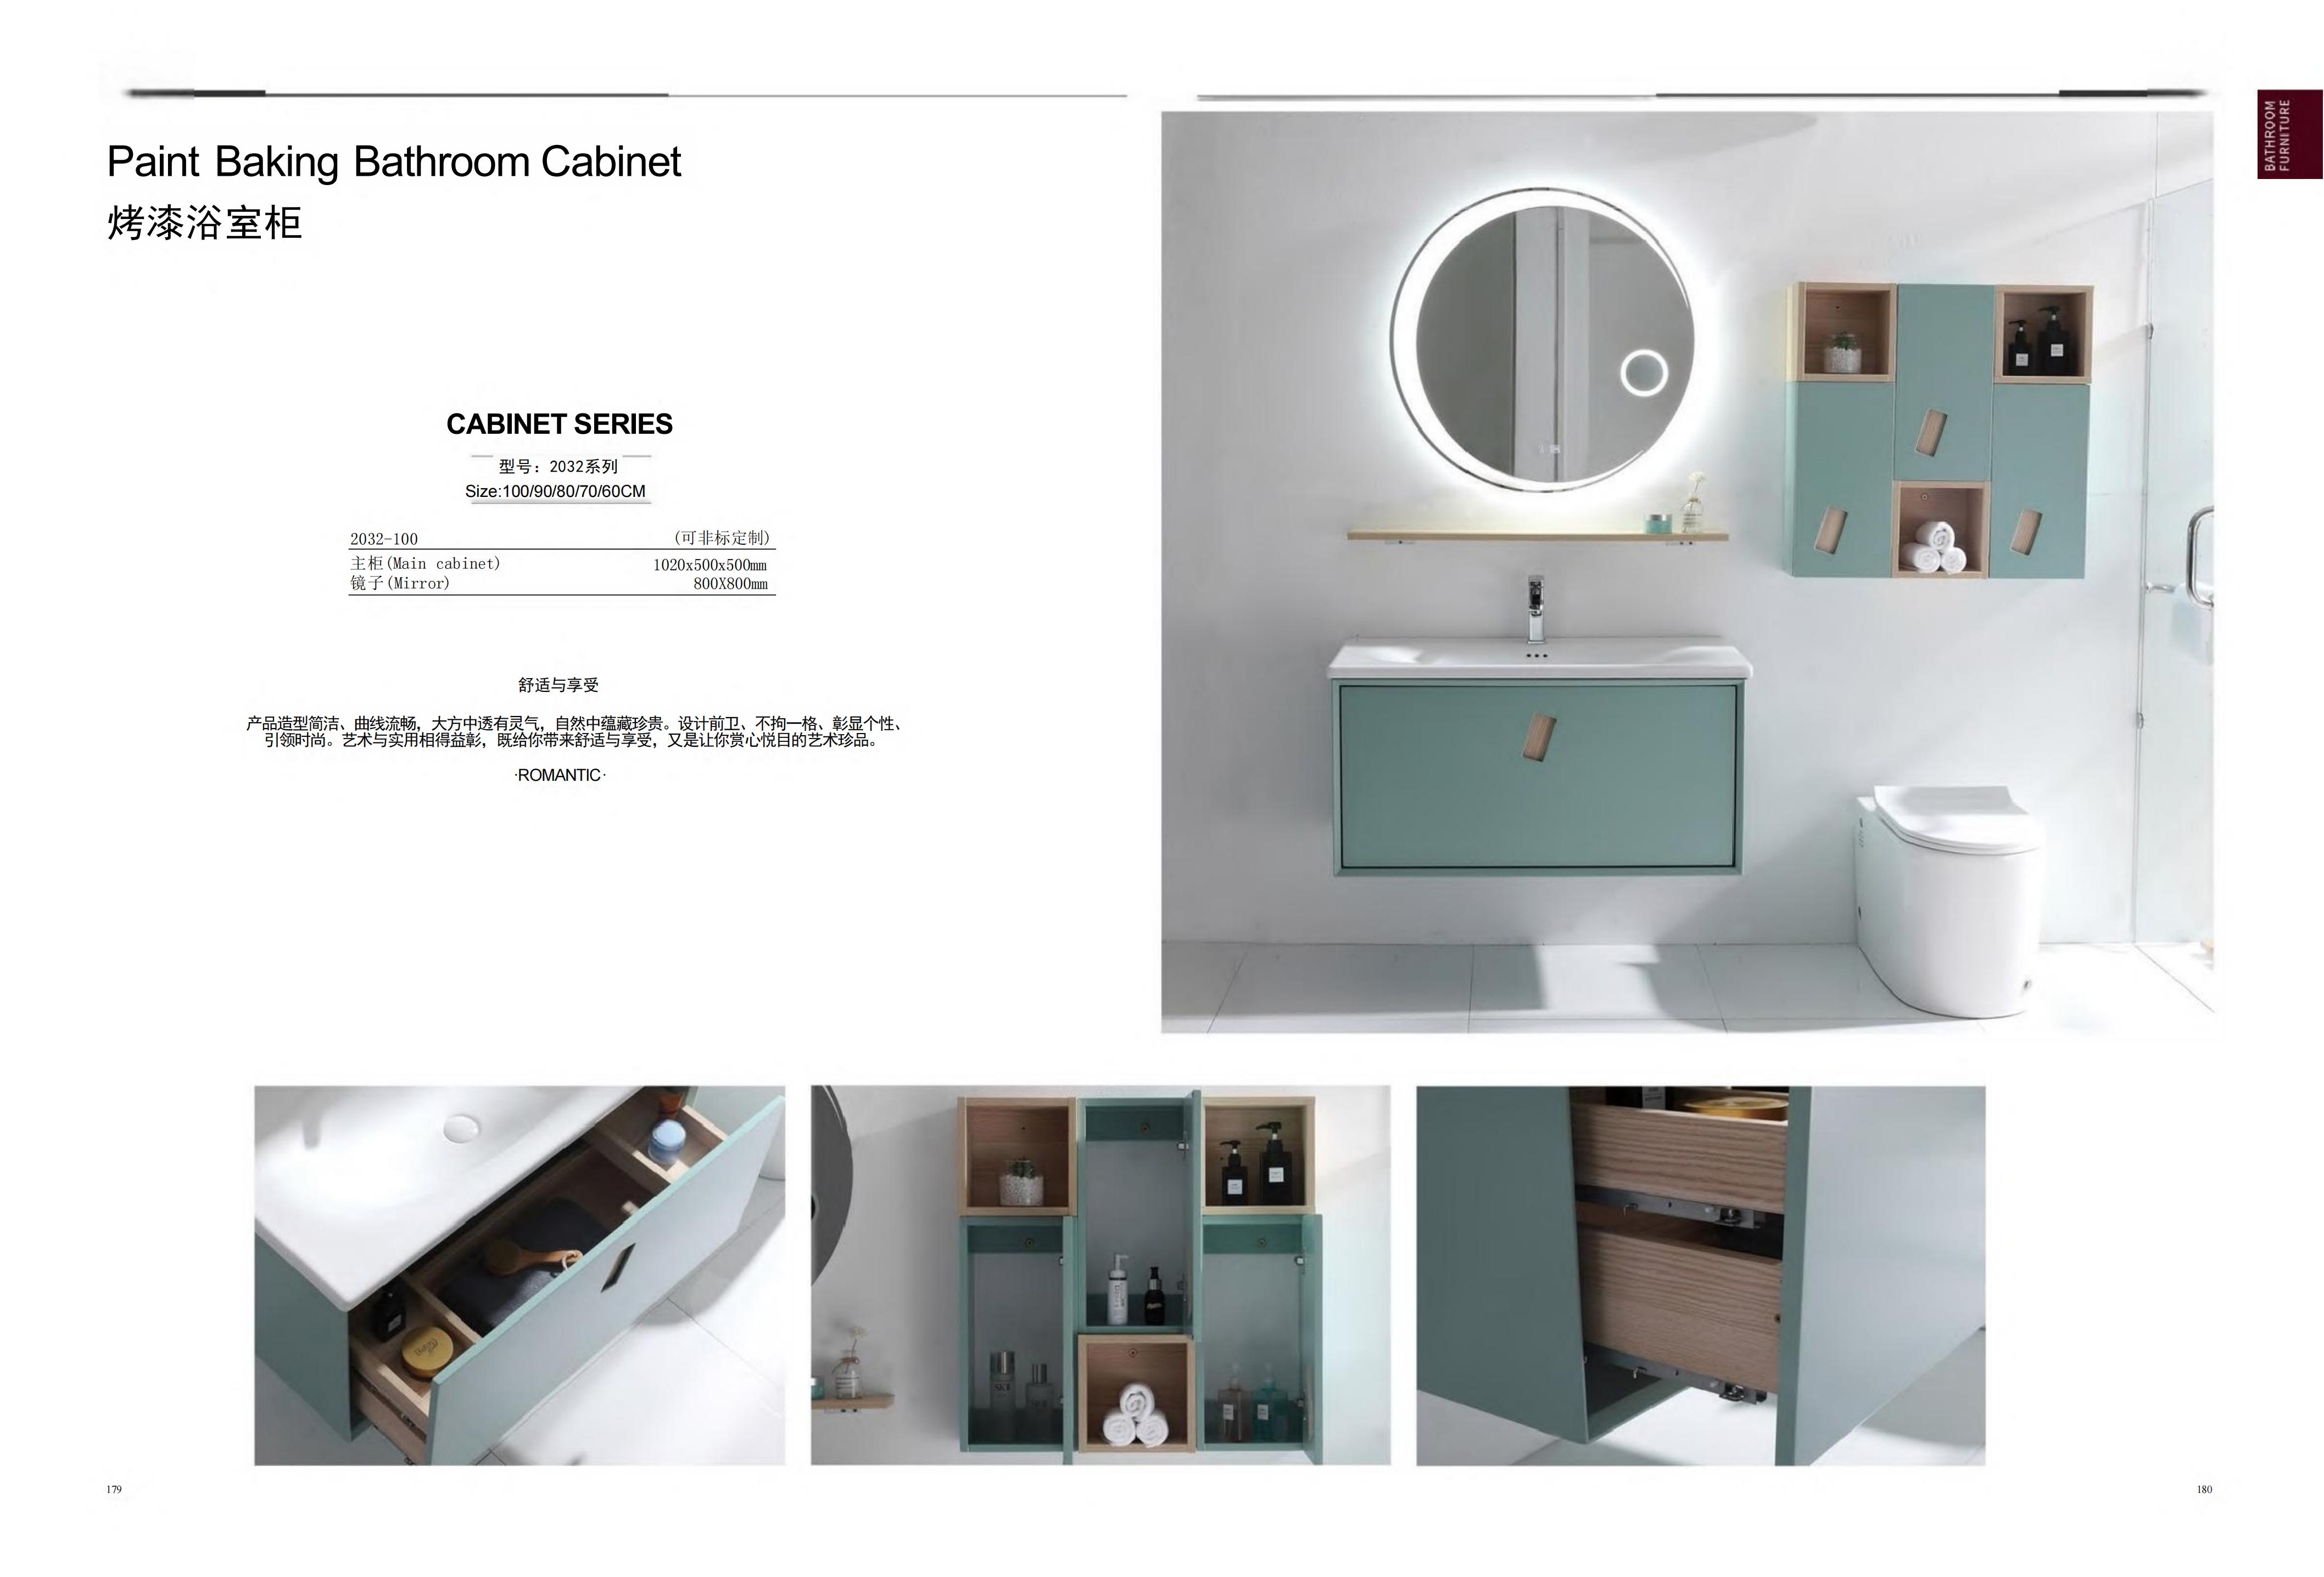 BATHROOM
FURNITURE
Paint Baking Bathroom Cabinet
烤漆浴室柜
CABINET SERIES
型号：2032系列
Size:100/90/80/70/60CM
2032-100 (可非标定制)
主柜(Main cabinet) 1020x500x500mm
镜子(Mirror) 800X800mm
舒适与享受
产品造型简洁、曲线流畅，大方中透有灵气，自然中蕴藏珍贵。设计前卫、不拘一格、彰显个性、
引领时尚。艺术与实用相得益彰，既给你带来舒适与享受，又是让你赏心悦目的艺术珍品。
·ROMANTIC·
179
180